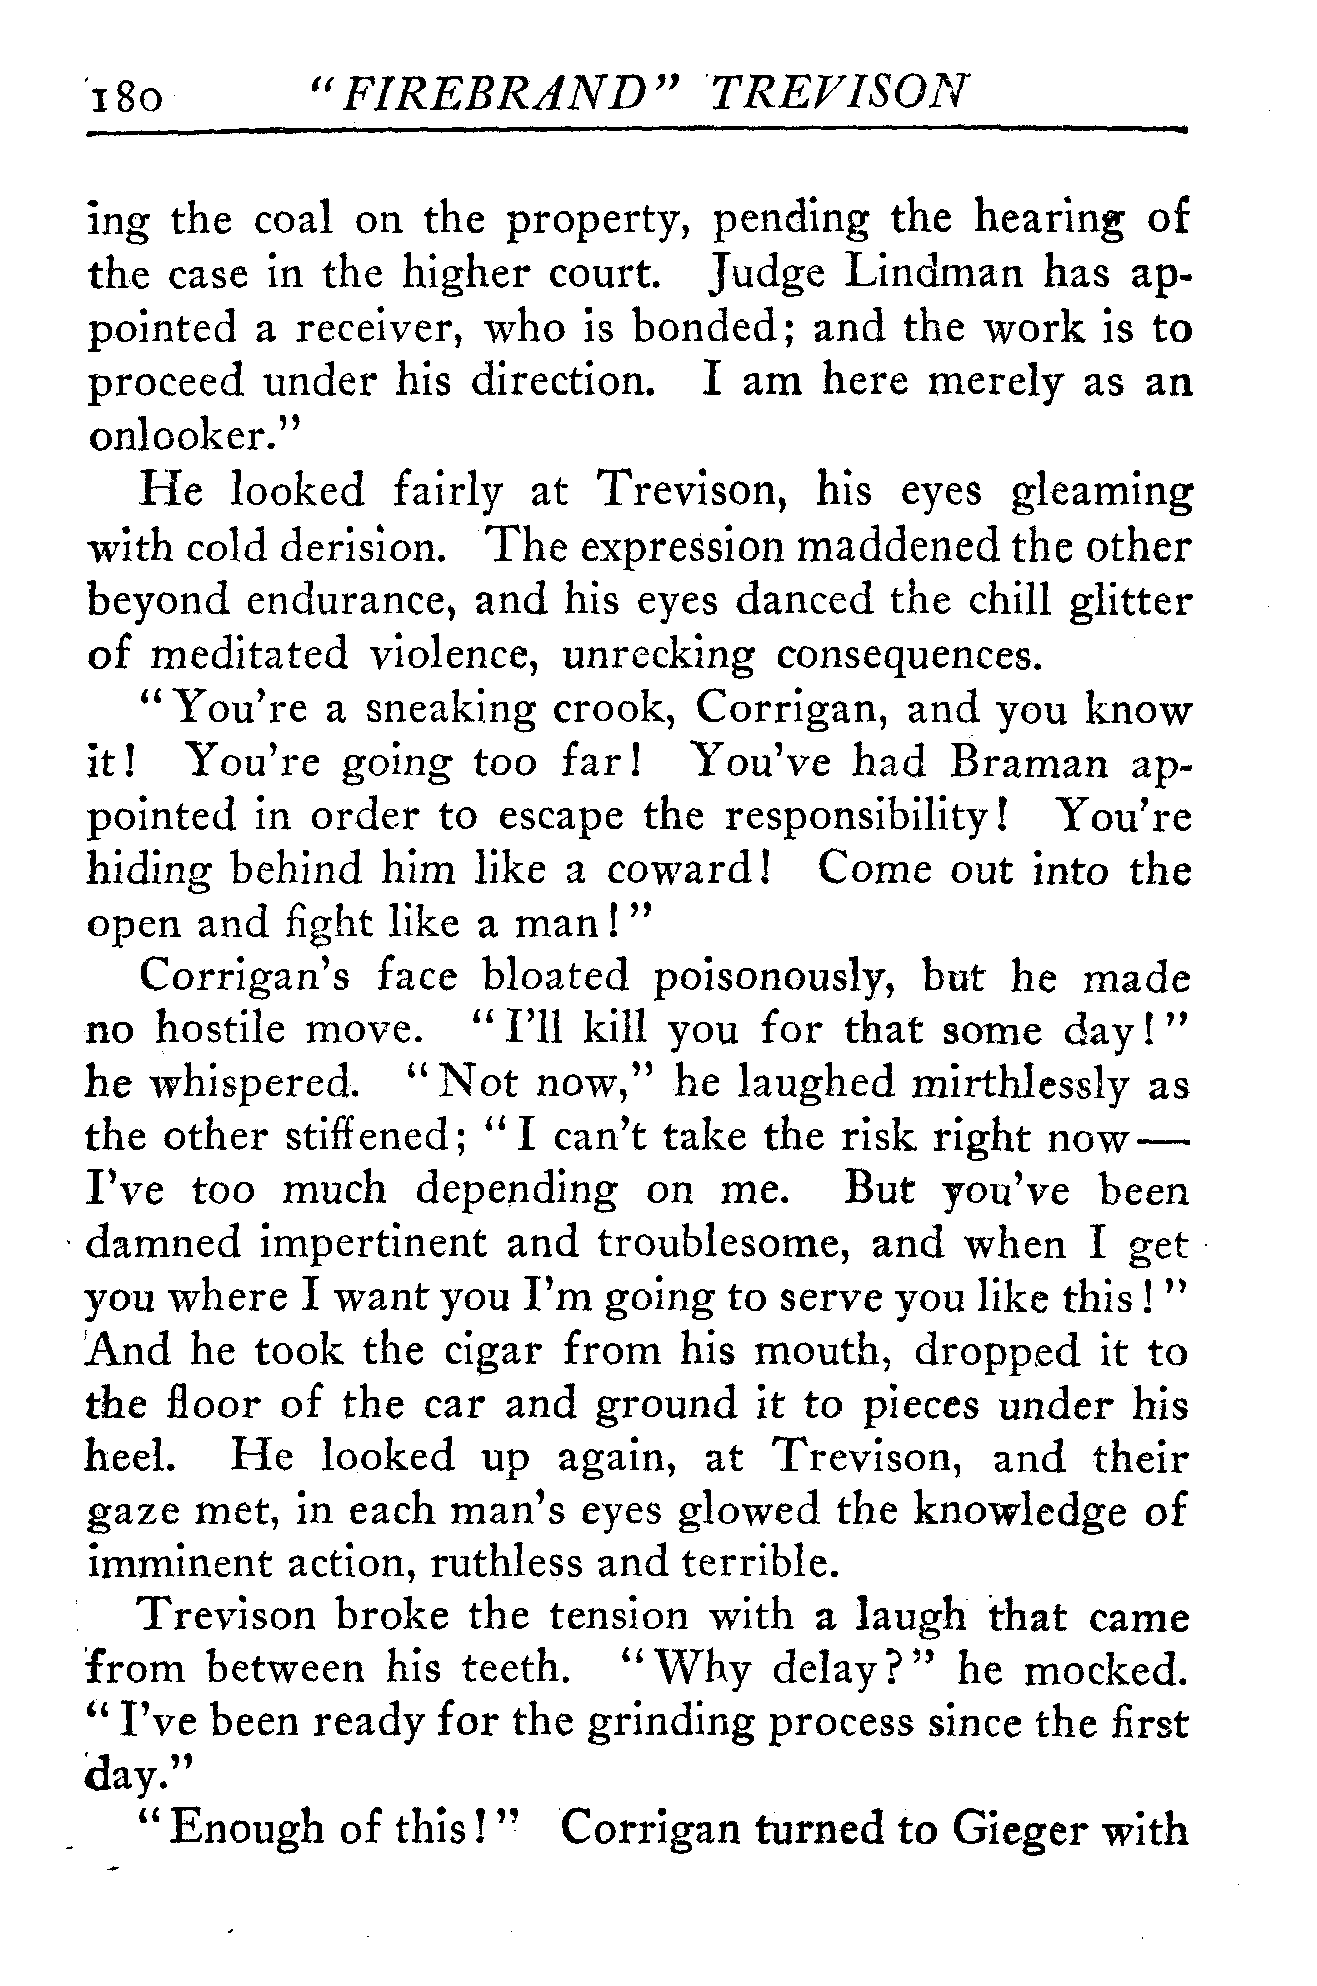 180 "FIREBRAND" TREVISON
ing the coal on the property, pending the hearing of
the case in the higher court. Judge Lindman has ap-
pointed a receiver, who is bonded; and the work is to
proceed under his direction. I am here merely as an
onlooker."
He looked fairly at Trevison, his eyes gleaming
with cold derision. The expression maddened the other
beyond endurance, and his eyes danced the chill glitter
of meditated violence, unrecking consequences.
"You're a sneaking crook, Corrigan, and you know
it! You're going too far! You've had Braman ap-
pointed in order to escape the responsibility! You're
hiding behind him like a coward! Come out into the
open and fight like a man!"
Corrigan's face bloated poisonously, but he made
no hostile move. "I'll kill you for that some day!"
he whispered. "Not now," he laughed mirthlessly as
the other stiffened; "I can't take the risk right now—
I've too much depending on me. But you've been
damned impertinent and troublesome, and when I get
you where I want you I'm going to serve you like this!"
And he took the cigar from his mouth, dropped it to
the floor of the car and ground it to pieces under his
heel. He looked up again, at Trevison, and their
gaze met, in each man's eyes glowed the knowledge of
imminent action, ruthless and terrible.
Trevison broke the tension with a laugh that came
from between his teeth. "Why delay?" he mocked.
"I've been ready for the grinding process since the first
day."
"Enough of this!" Corrigan turned to Gieger with